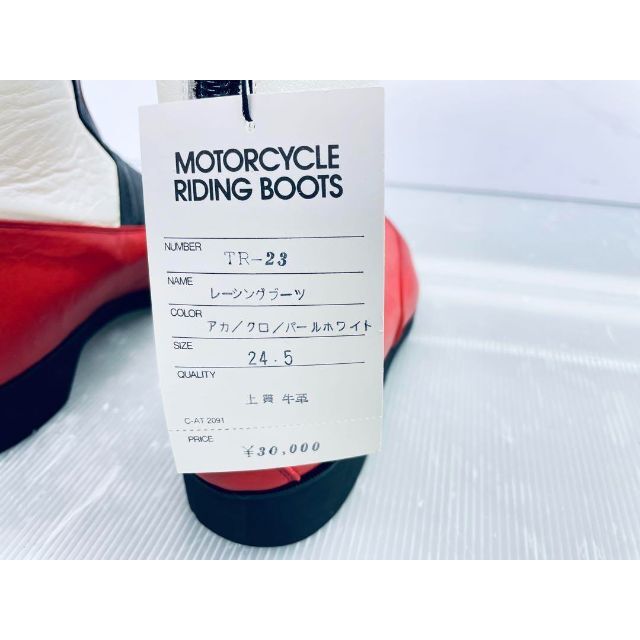 MOTORCYCLE
RIDING BOOTS
NUMBER TR-23
NAME レーシングブーツ
COLOR アカ/クロ/パールホワイト
SIZE 24.5
QUALITY 上質 牛革
C-AT 2091
PRICE ¥30,000